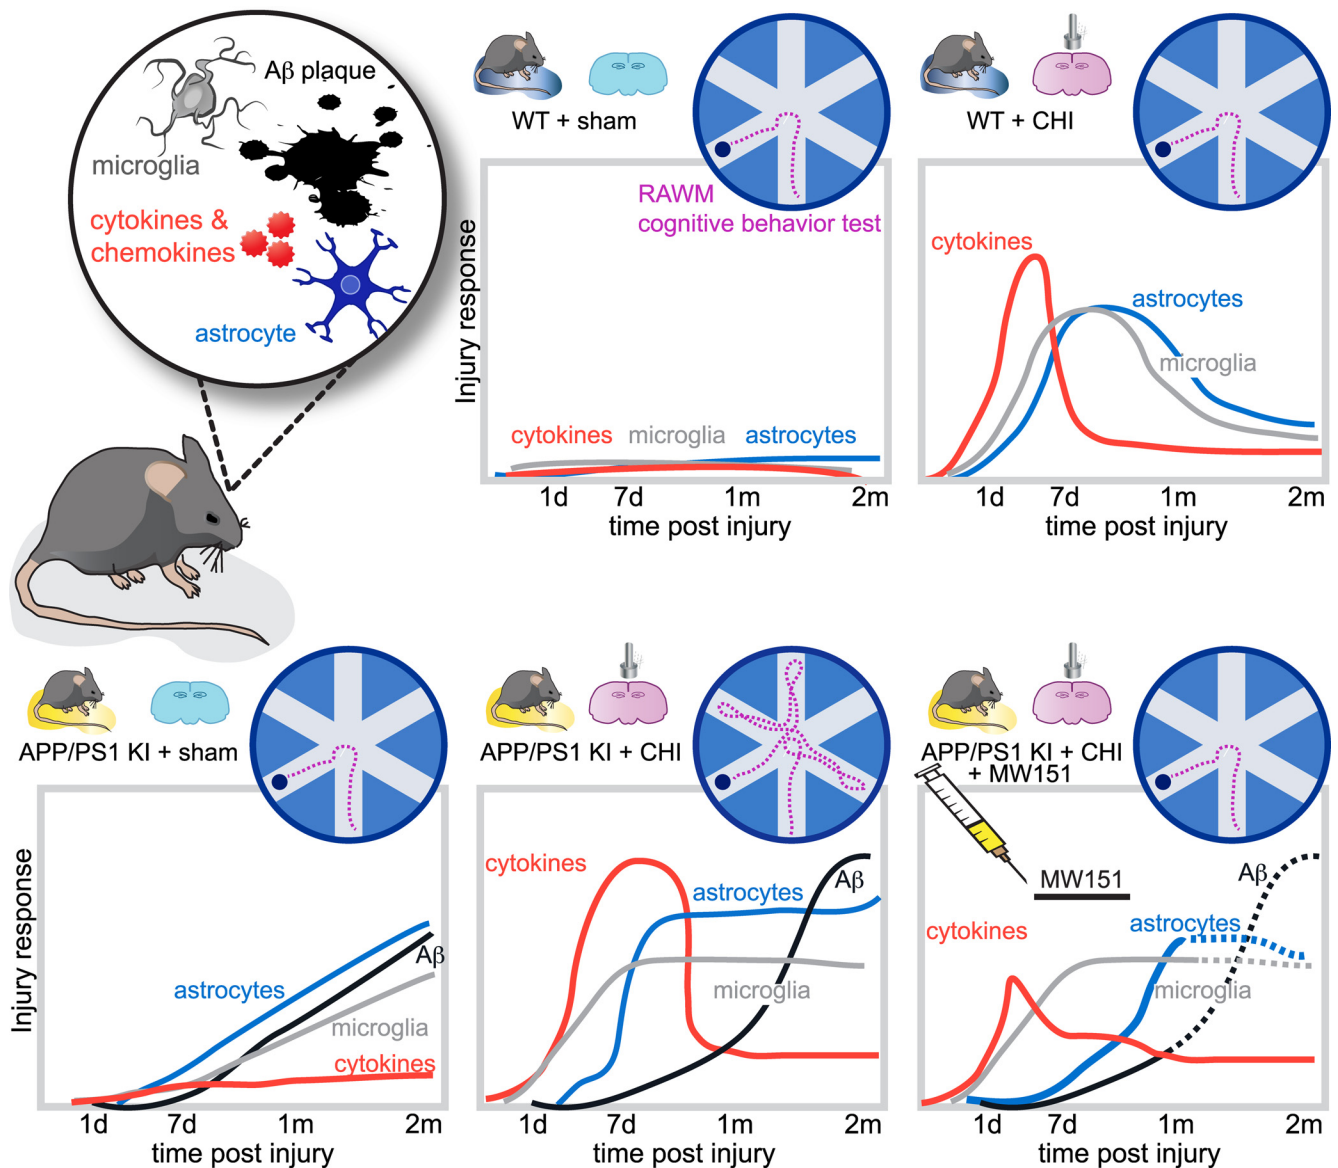 Aβ plaque
microglia
cytokines &
chemokines
astrocyte
WT + sham
RAWM
cognitive behavior test
Injury response
cytokines microglia astrocytes
1d 7d 1m 2m
time post injury
WT + CHI
cytokines
astrocytes
microglia
1d 7d 1m 2m
time post injury
APP/PS1 KI + sham
Injury response
astrocytes
Aβ
microglia
cytokines
1d 7d 1m 2m
time post injury
APP/PS1 KI + CHI
cytokines
Aβ
astrocytes
microglia
1d 7d 1m 2m
time post injury
APP/PS1 KI + CHI
+ MW151
MW151
Aβ
astrocytes
cytokines
microglia
1d 7d 1m 2m
time post injury